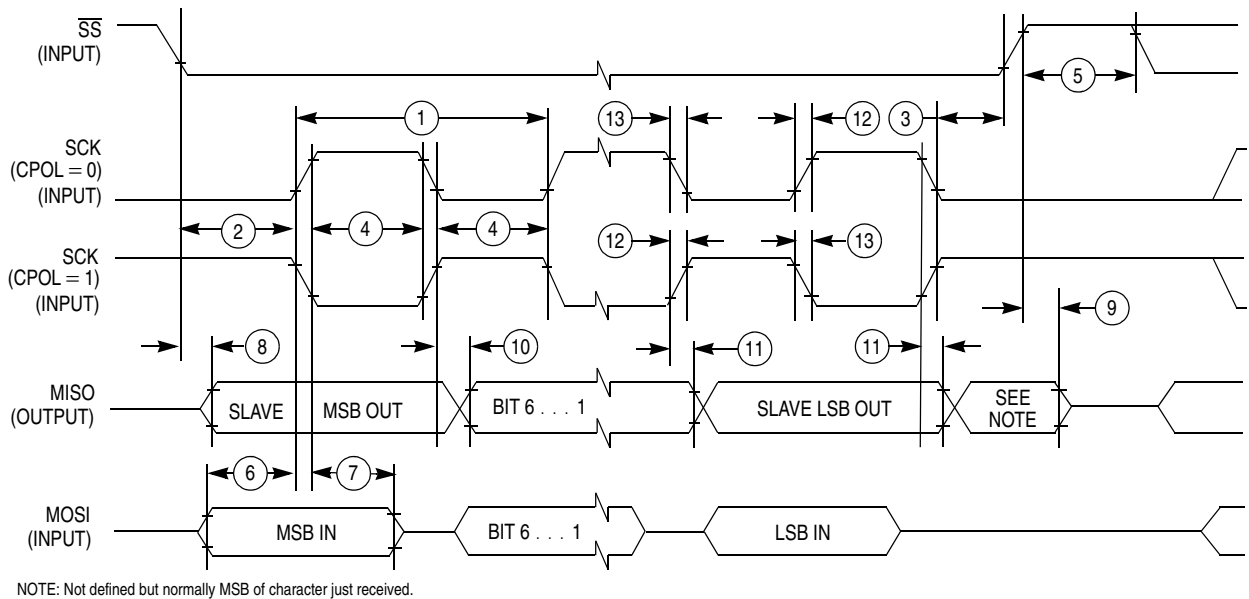 SS
(INPUT)
5
1
13
12
3
SCK
(CPOL = 0)
(INPUT)
2
4
4
12
13
SCK
(CPOL = 1)
(INPUT)
9
8
10
11
11
MISO
(OUTPUT)
SLAVE
MSB OUT
BIT 6 . . . 1
SLAVE LSB OUT
SEE
NOTE
6
7
MOSI
(INPUT)
MSB IN
BIT 6 . . . 1
LSB IN
NOTE: Not defined but normally MSB of character just received.